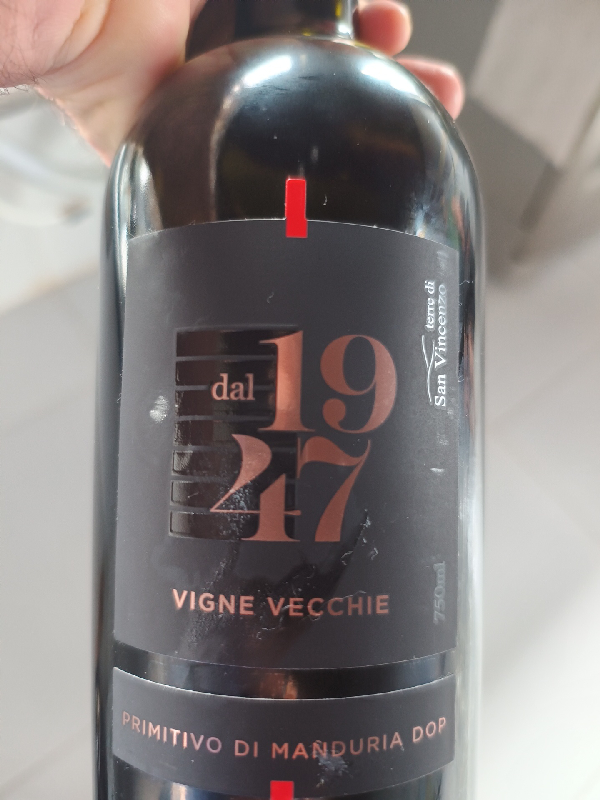 dal 19
47
VIGNE VECCHIE
terre di
San Vincenzo
750ml
PRIMITIVO DI MANDURIA DOP